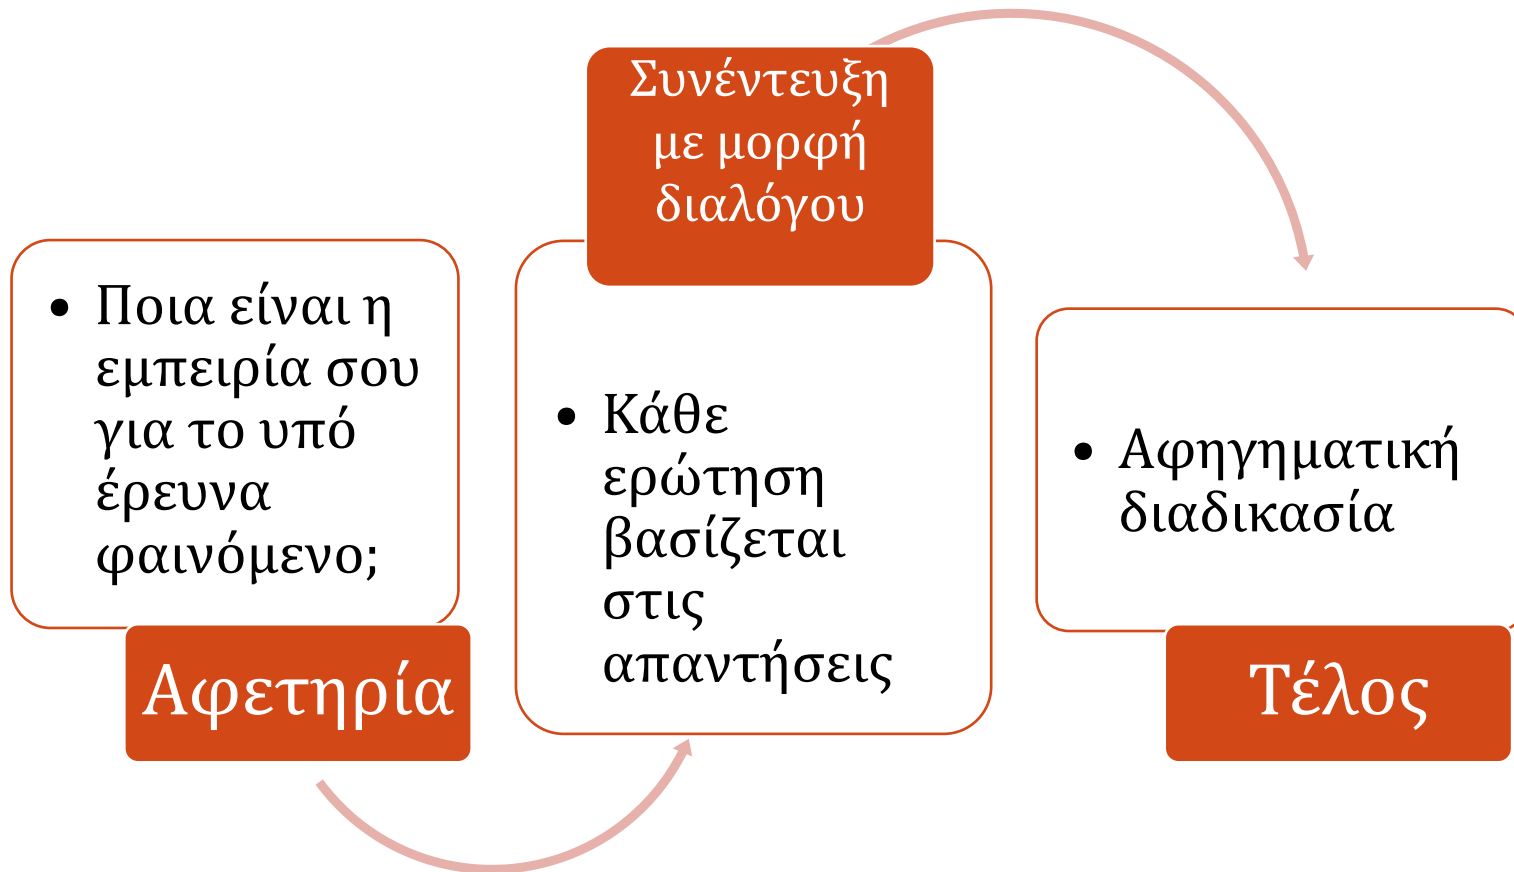 • Ποια είναι η
εμπειρία σου
για το υπό
έρευνα
φαινόμενο;
Αφετηρία
Συνέντευξη
με μορφή
διαλόγου
• Κάθε
ερώτηση
βασίζεται
στις
απαντήσεις
• Αφηγηματική
διαδικασία
Τέλος